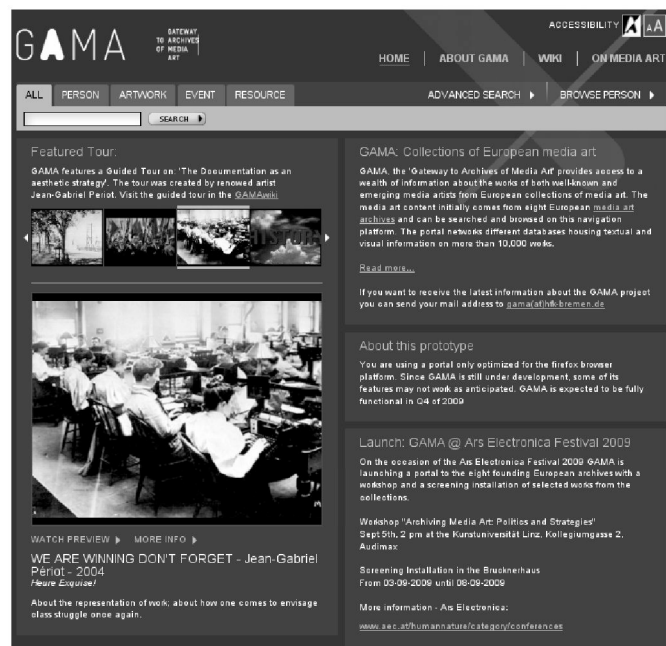 GAMA
GATEWAY
TO ARCHIVES
OF MEDIA
ART
ACCESSIBILITY A AA
HOME | ABOUT GAMA | WIKI | ON MEDIA ART
ALL PERSON ARTWORK EVENT RESOURCE
ADVANCED SEARCH BROWSE PERSON
SEARCH
Featured Tour:
GAMA features a Guided Tour on: 'The Documentation as an
aesthetic strategy'. The tour was created by renowed artist
Jean-Gabriel Periot. Visit the guided tour in the GAMAwiki
HISTOR
WATCH PREVIEW MORE INFO
WE ARE WINNING DON'T FORGET - Jean-Gabriel
Périot - 2004
Heure Exquise!
About the representation of work; about how one comes to envisage
class struggle once again.
GAMA: Collections of European media art
GAMA, the 'Gateway to Archives of Media Art' provides access to a
wealth of information about the works of both well-known and
emerging media artists from European collections of media art. The
media art content initially comes from eight European media art
archives and can be searched and browsed on this navigation
platform. The portal networks different databases housing textual and
visual information on more than 10,000 works.
Read more...
If you want to receive the latest information about the GAMA project
you can send your mail address to gama(at)hfk-bremen.de
About this prototype
You are using a portal only optimized for the firefox browser
platform. Since GAMA is still under development, some of its
features may not work as anticipated. GAMA is expected to be fully
functional in Q4 of 2009
Launch: GAMA @ Ars Electronica Festival 2009
On the occasion of the Ars Electronica Festival 2009 GAMA is
launching a portal to the eight founding European archives with a
workshop and a screening installation of selected works from the
collections.
Workshop "Archiving Media Art: Politics and Strategies"
Sept 5th, 2 pm at the Kunstuniversität Linz, Kollegiumgasse 2,
Audimax
Screening Installation in the Brucknerhaus
From 03-09-2009 until 08-09-2009
More information - Ars Electronica:
www.aec.at/humannature/category/conferences